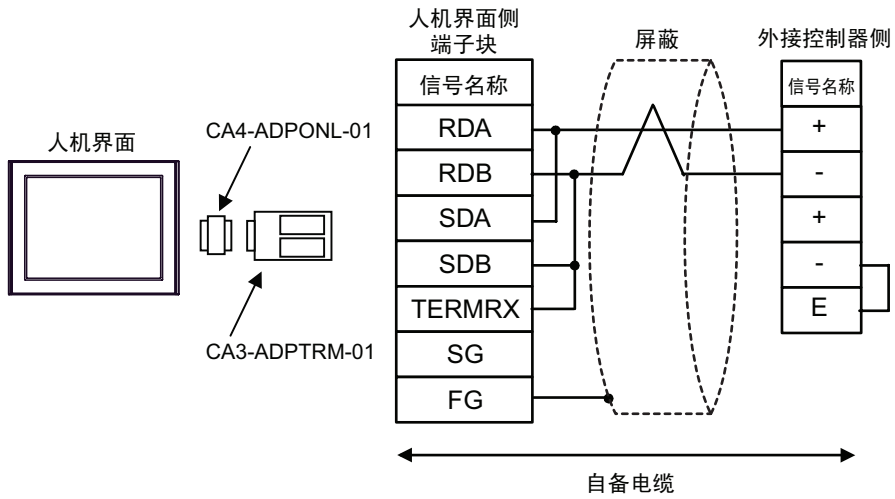 人机界面
CA4-ADPONL-01
CA3-ADPTRM-01
人机界面侧
端子块
信号名称
RDA
RDB
SDA
SDB
TERMRX
SG
FG
屏蔽
外接控制器侧
信号名称
+
-
+
-
E
自备电缆